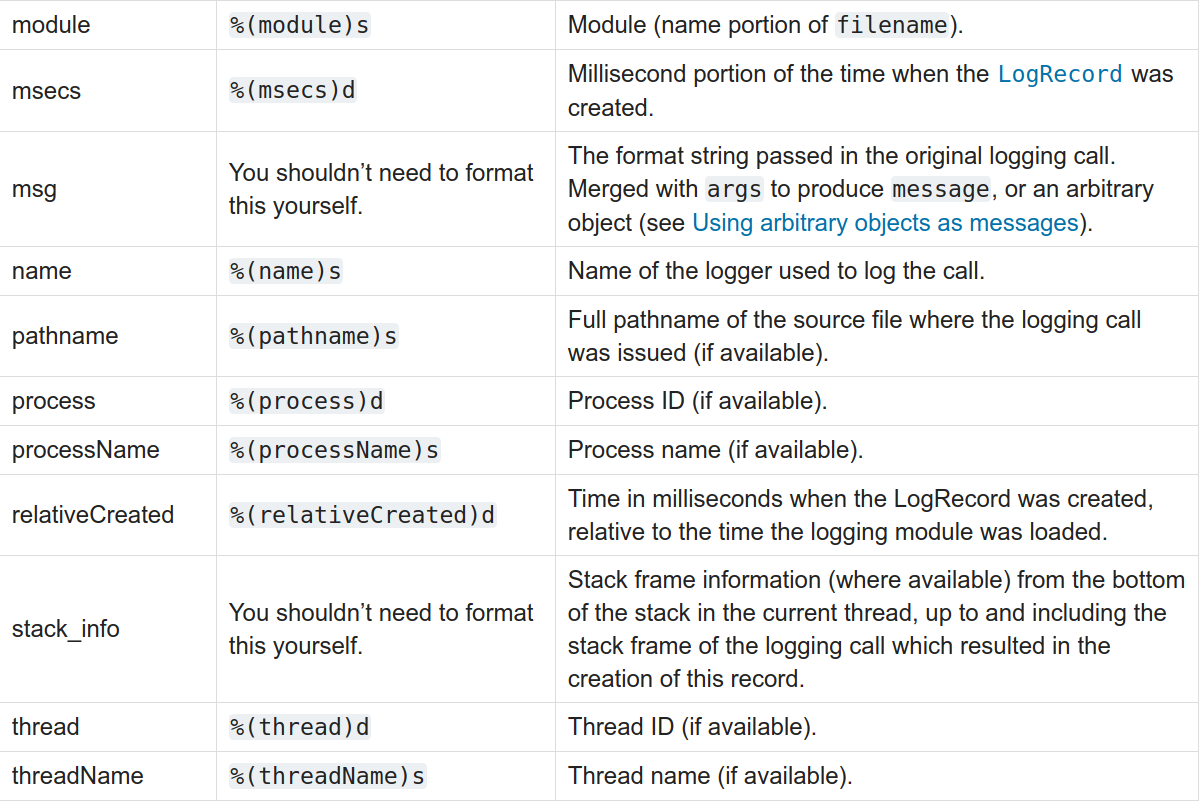 module %(module)s Module (name portion of filename).
msecs %(msecs)d Millisecond portion of the time when the LogRecord was
created.
msg You shouldn’t need to format
this yourself. The format string passed in the original logging call.
Merged with args to produce message, or an arbitrary
object (see Using arbitrary objects as messages).
name %(name)s Name of the logger used to log the call.
pathname %(pathname)s Full pathname of the source file where the logging call
was issued (if available).
process %(process)d Process ID (if available).
processName %(processName)s Process name (if available).
relativeCreated %(relativeCreated)d Time in milliseconds when the LogRecord was created,
relative to the time the logging module was loaded.
stack_info You shouldn’t need to format
this yourself. Stack frame information (where available) from the bottom
of the stack in the current thread, up to and including the
stack frame of the logging call which resulted in the
creation of this record.
thread %(thread)d Thread ID (if available).
threadName %(threadName)s Thread name (if available).